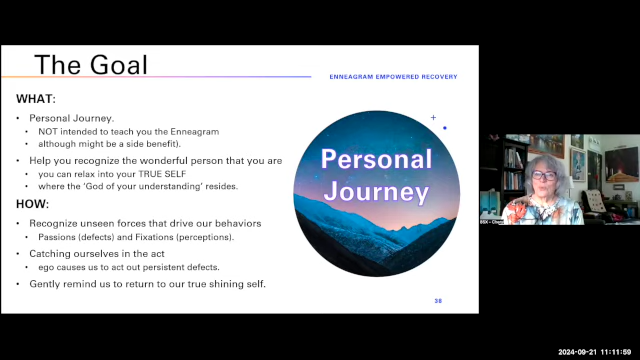 The Goal
ENNEAGRAM EMPOWERED RECOVERY
WHAT:
• Personal Journey.
• NOT intended to teach you the Enneagram
• although might be a side benefit).
• Help you recognize the wonderful person that you are
• you can relax into your TRUE SELF
• where the 'God of your understanding' resides.
HOW:
• Recognize unseen forces that drive our behaviors
• Passions (defects) and Fixations (perceptions).
• Catching ourselves in the act
• ego causes us to act out persistent defects.
• Gently remind us to return to our true shining self.
Personal
Journey
38
2024-09-21 11:11:59